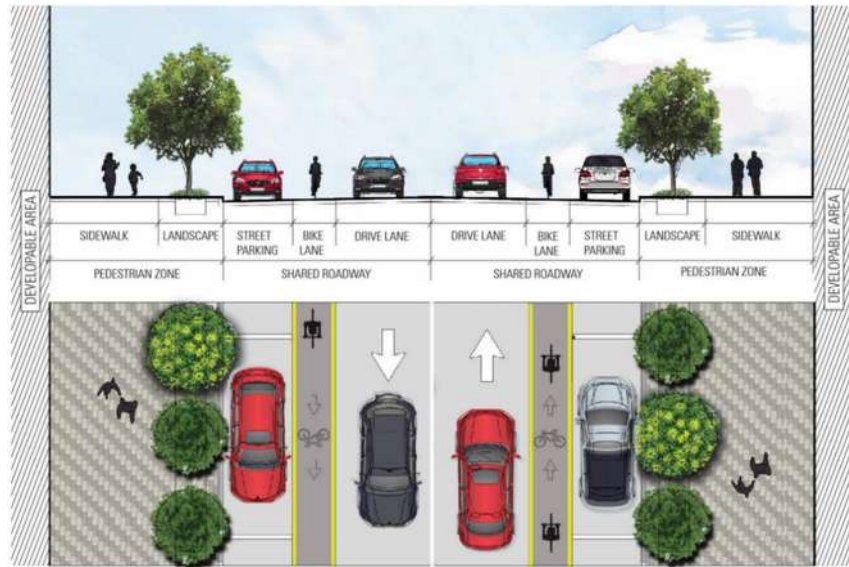 DEVELOPABLE AREA
SIDEWALK
LANDSCAPE
STREET
PARKING
BIKE
LANE
DRIVE LANE
DRIVE LANE
BIKE
LANE
STREET
PARKING
LANDSCAPE
SIDEWALK
PEDESTRIAN ZONE
SHARED ROADWAY
SHARED ROADWAY
PEDESTRIAN ZONE
DEVELOPABLE AREA